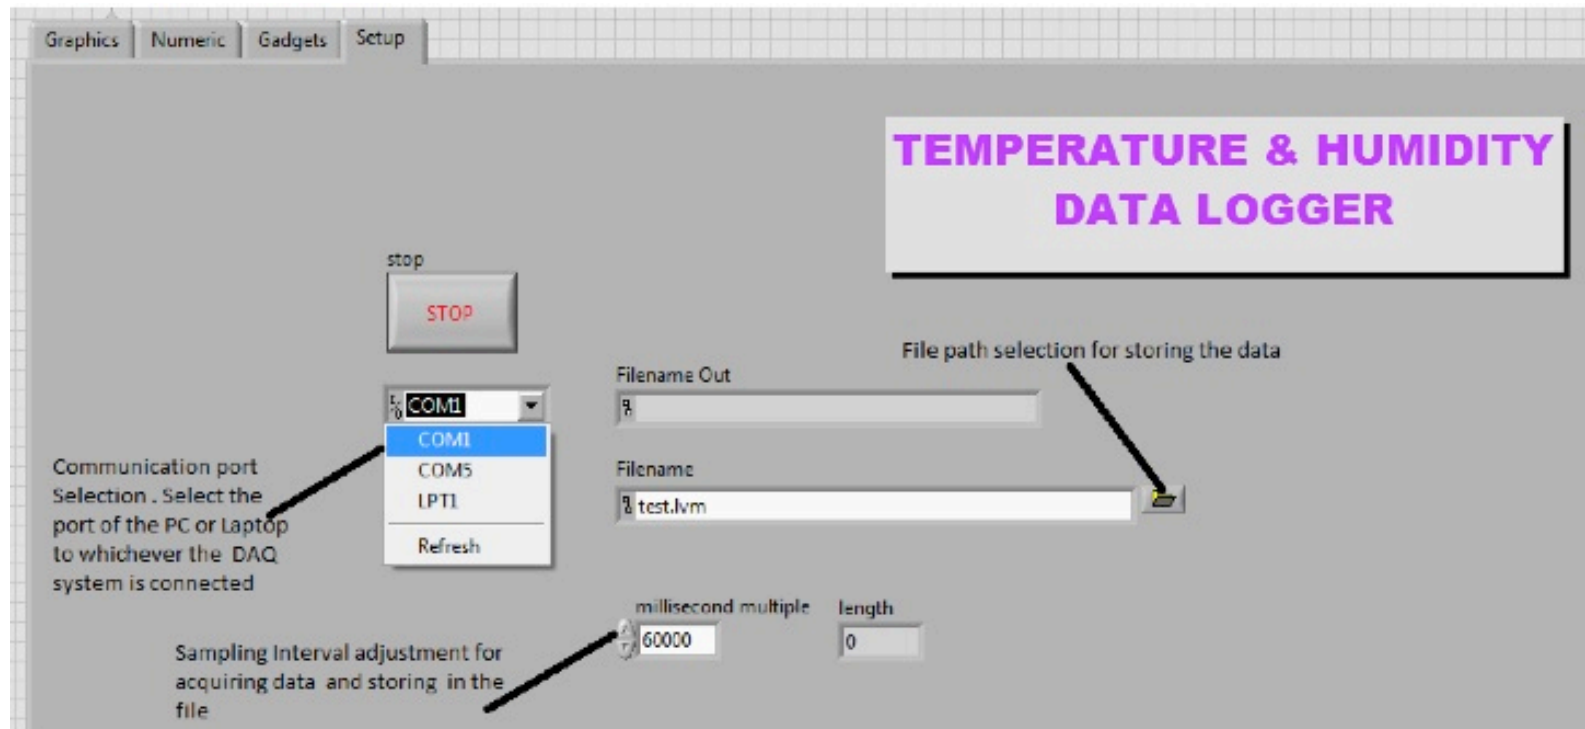 Graphics Numeric Gadgets Setup
TEMPERATURE & HUMIDITY
DATA LOGGER
stop
STOP
File path selection for storing the data
Filename Out
COM1
COM1
COM5
LPT1
Refresh
Communication port
Selection . Select the
port of the PC or Laptop
to whichever the DAQ
system is connected
Filename
test.lvm
millisecond multiple length
60000 0
Sampling Interval adjustment for
acquiring data and storing in the
file